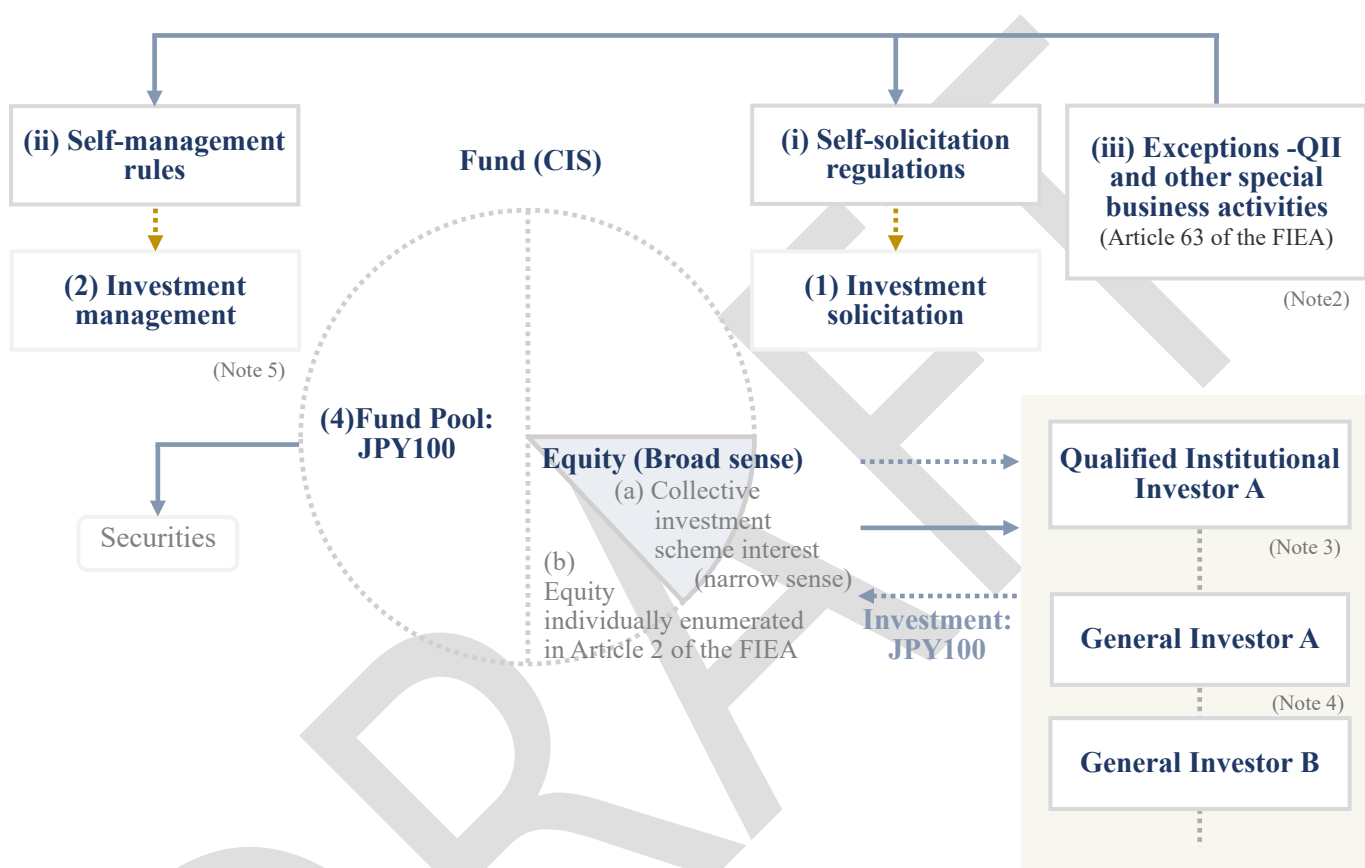 (ii) Self-management
rules
Fund (CIS)
(i) Self-solicitation
regulations
(iii) Exceptions -QII
and other special
business activities
(Article 63 of the FIEA)
(Note2)
(2) Investment
management
(Note 5)
(1) Investment
solicitation
(4)Fund Pool:
JPY100
Securities
Equity (Broad sense)
(a) Collective
investment
scheme interest
(narrow sense)
(b)
Equity
individually enumerated
in Article 2 of the FIEA
Investment:
JPY100
Qualified Institutional
Investor A
(Note 3)
General Investor A
(Note 4)
General Investor B
DRAFT